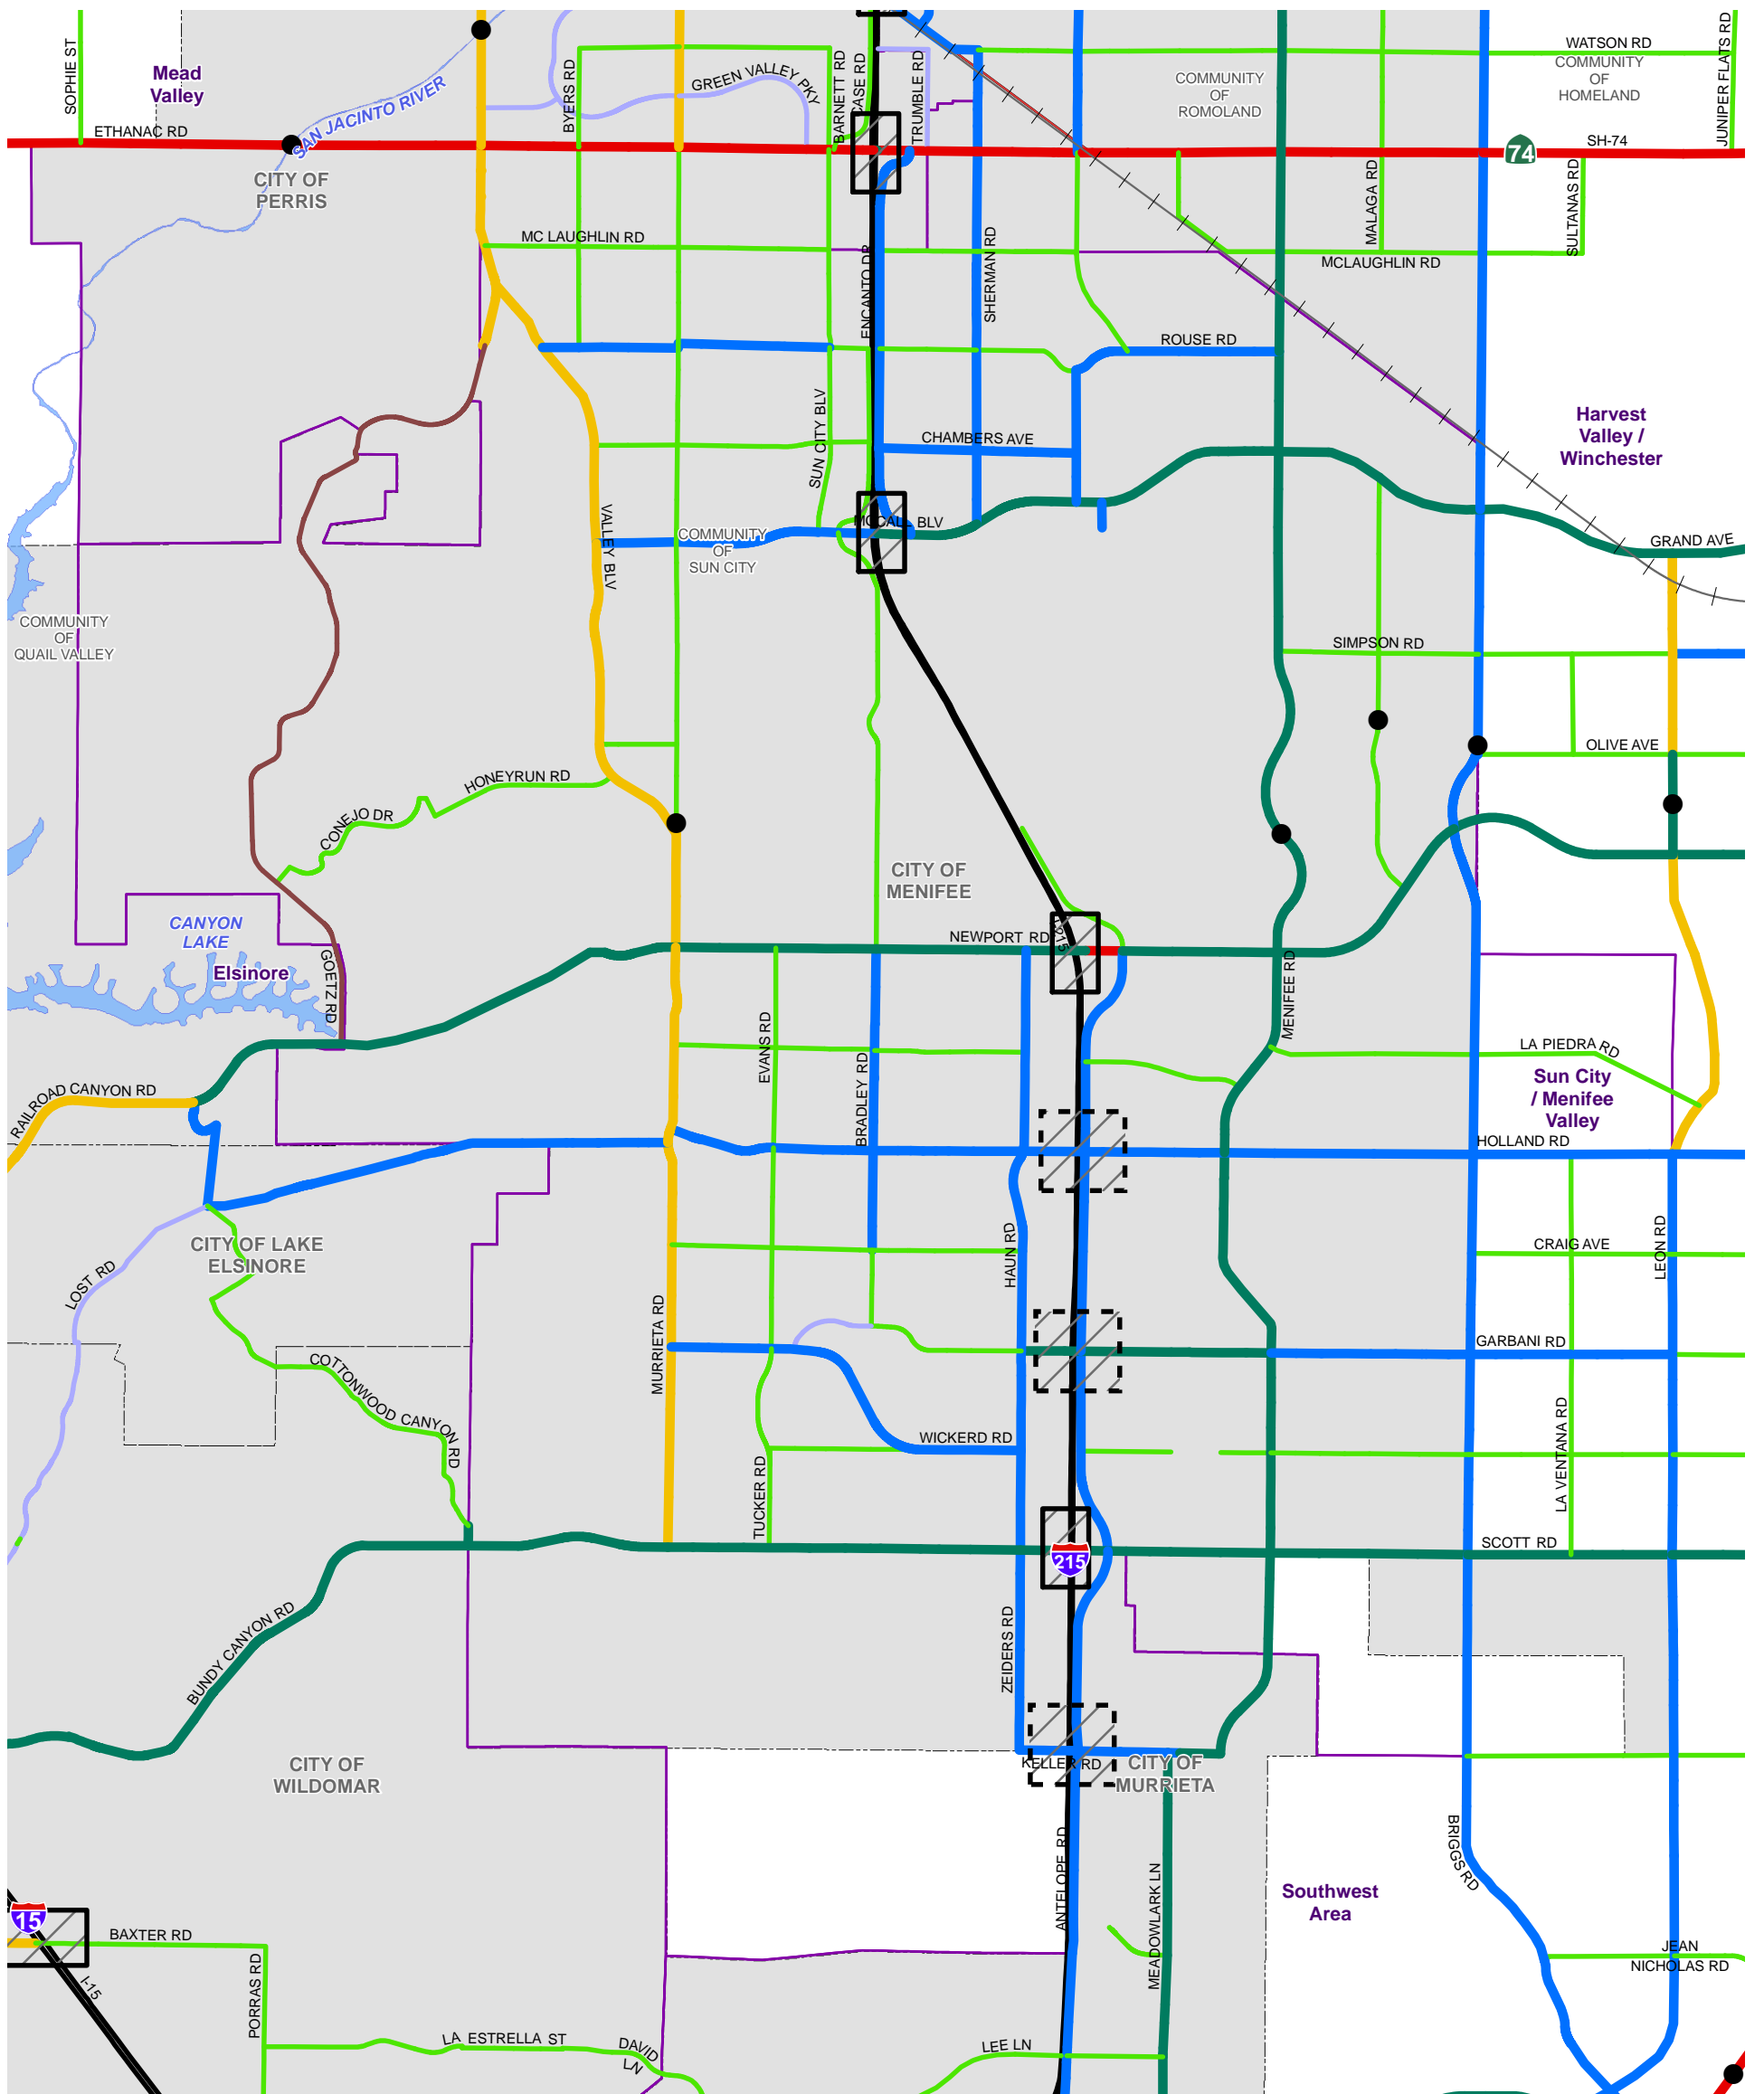 SOPHIE ST
Mead
Valley
SAN JACINTO RIVER
ETHANAC RD
CITY OF
PERRIS
BYERS RD
GREEN VALLEY PKY
BARNETT RD
CASE RD
TRUMBLE RD
COMMUNITY
OF
ROMOLAND
WATSON RD
COMMUNITY
OF
HOMELAND
JUNIPER FLATS RD
74
SH-74
MALAGA RD
SULTANAS RD
MC LAUGHLIN RD
MCLAUGHLIN RD
ENCANTO DR
SHERMAN RD
ROUSE RD
SUN CITY BLV
CHAMBERS AVE
Harvest
Valley /
Winchester
VALLEY BLV
COMMUNITY
OF
SUN CITY
MCCALL BLV
GRAND AVE
COMMUNITY
OF
QUAIL VALLEY
SIMPSON RD
OLIVE AVE
HONEYRUN RD
CONEJO DR
CITY OF
MENIFEE
CANYON
LAKE
Elsinore
GOETZ RD
NEWPORT RD
I-215
MENIFEE RD
EVANS RD
BRADLEY RD
LA PIEDRA RD
RAILROAD CANYON RD
Sun City
/ Menifee
Valley
HOLLAND RD
CITY OF LAKE
ELSINORE
LOST RD
HAUN RD
CRAIG AVE
LEON RD
MURRIETA RD
GARBANI RD
COTTONWOOD CANYON RD
WICKERD RD
LA VENTANA RD
TUCKER RD
SCOTT RD
215
BUNDY CANYON RD
ZEIDERS RD
CITY OF
WILDOMAR
KELLER RD
CITY OF
MURRIETA
BRIGGS RD
ANTELOPE RD
MEADOWLARK LN
Southwest
Area
15
BAXTER RD
I-15
PORRAS RD
JEAN
NICHOLAS RD
LA ESTRELLA ST
DAVID
LN
LEE LN